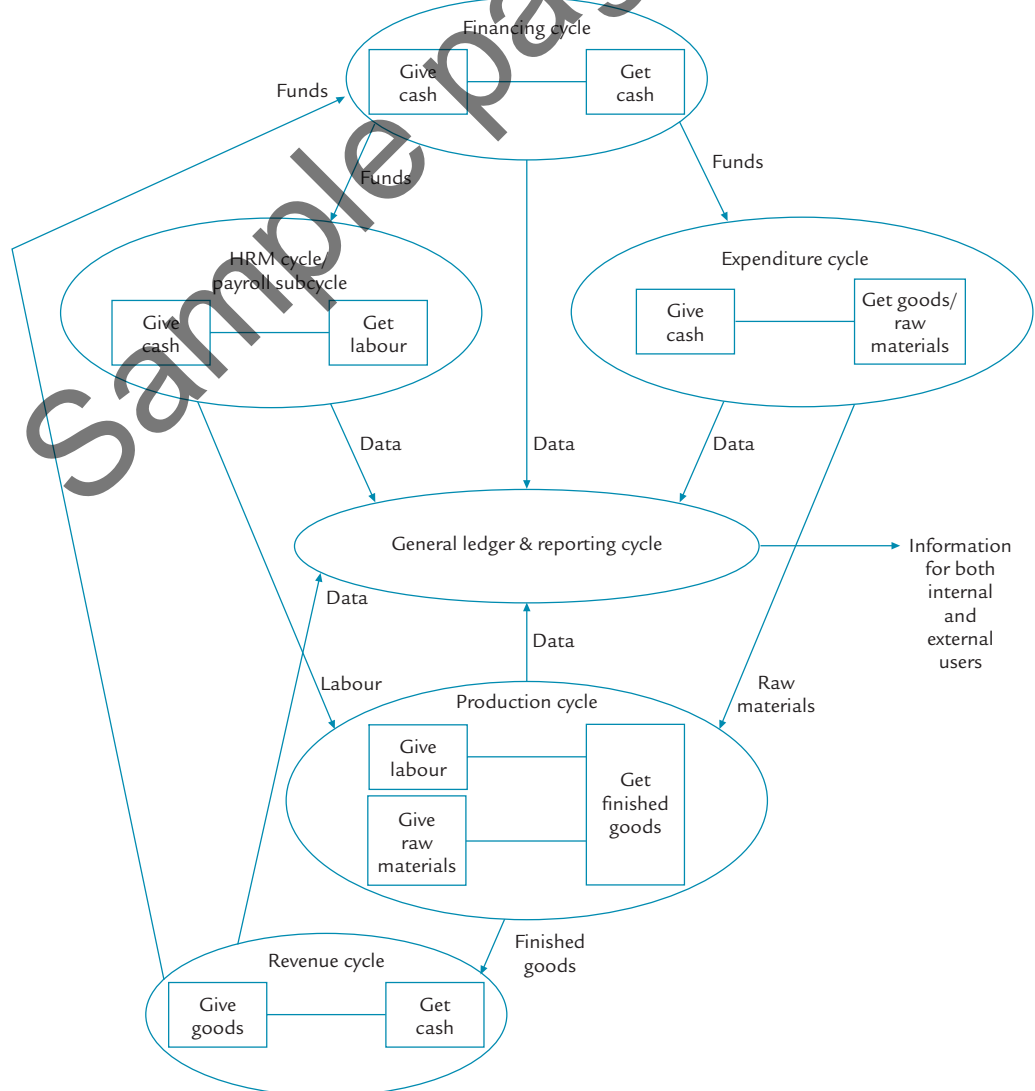 Financing cycle
Give
cash
Get
cash
Funds
Funds
Funds
HRM cycle/
payroll subcycle
Give
cash
Get
labour
Expenditure cycle
Give
cash
Get goods/
raw
materials
Data
Data
Data
General ledger & reporting cycle
Information
for both
internal
and
external
users
Data
Data
Labour
Raw
materials
Production cycle
Give
labour
Give
raw
materials
Get
finished
goods
Finished
goods
Revenue cycle
Give
goods
Get
cash
Sample